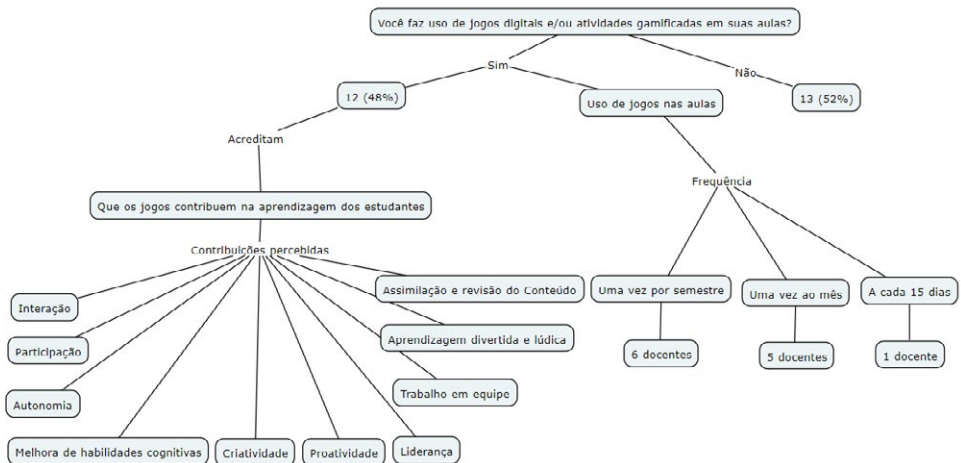 Você faz uso de jogos digitais e/ou atividades gamificadas em suas aulas?
Sim
Não
12 (48%)
Uso de jogos nas aulas
13 (52%)
Acreditam
Frequência
Que os jogos contribuem na aprendizagem dos estudantes
Contribuições percebidas
Assimilação e revisão do Conteúdo
Uma vez por semestre
Uma vez ao mês
A cada 15 dias
Interação
Aprendizagem divertida e lúdica
Participação
6 docentes
5 docentes
1 docente
Trabalho em equipe
Autonomia
Melhora de habilidades cognitivas
Criatividade
Proatividade
Liderança